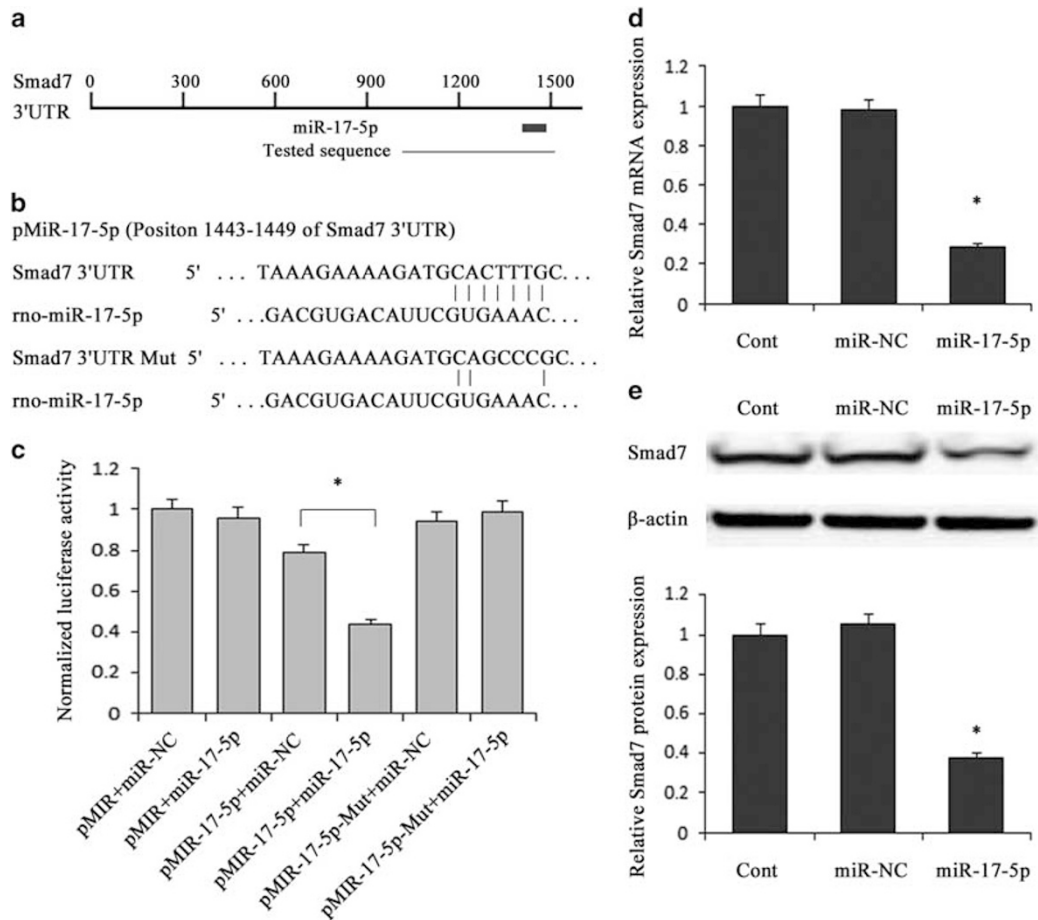 a
Smad7 0 300 600 900 1200 1500
3'UTR
miR-17-5p
Tested sequence
b
pMiR-17-5p (Positon 1443-1449 of Smad7 3'UTR)
Smad7 3'UTR 5' ... TAAAGAAAAGATGCACTTTGC...
rno-miR-17-5p 5' ...GACGUGACAUUCGUGAAAC...
Smad7 3'UTR Mut 5' ... TAAAGAAAAGATGCAGCCCGC...
rno-miR-17-5p 5' ...GACGUGACAUUCGUGAAAC...
c
Normalized luciferase activity
1.2
1
0.8
0.6
0.4
0.2
0
*
pMIR+miR-NC
pMIR+miR-17-5p
pMIR-17-5p+miR-NC
pMIR-17-5p+miR-17-5p
pMIR-17-5p-Mut+miR-NC
pMIR-17-5p-Mut+miR-17-5p
d
Relative Smad7 mRNA expression
1.2
1
0.8
0.6
0.4
0.2
0
*
Cont miR-NC miR-17-5p
e
Cont miR-NC miR-17-5p
Smad7
β-actin
Relative Smad7 protein expression
1.2
1
0.8
0.6
0.4
0.2
0
*
Cont miR-NC miR-17-5p